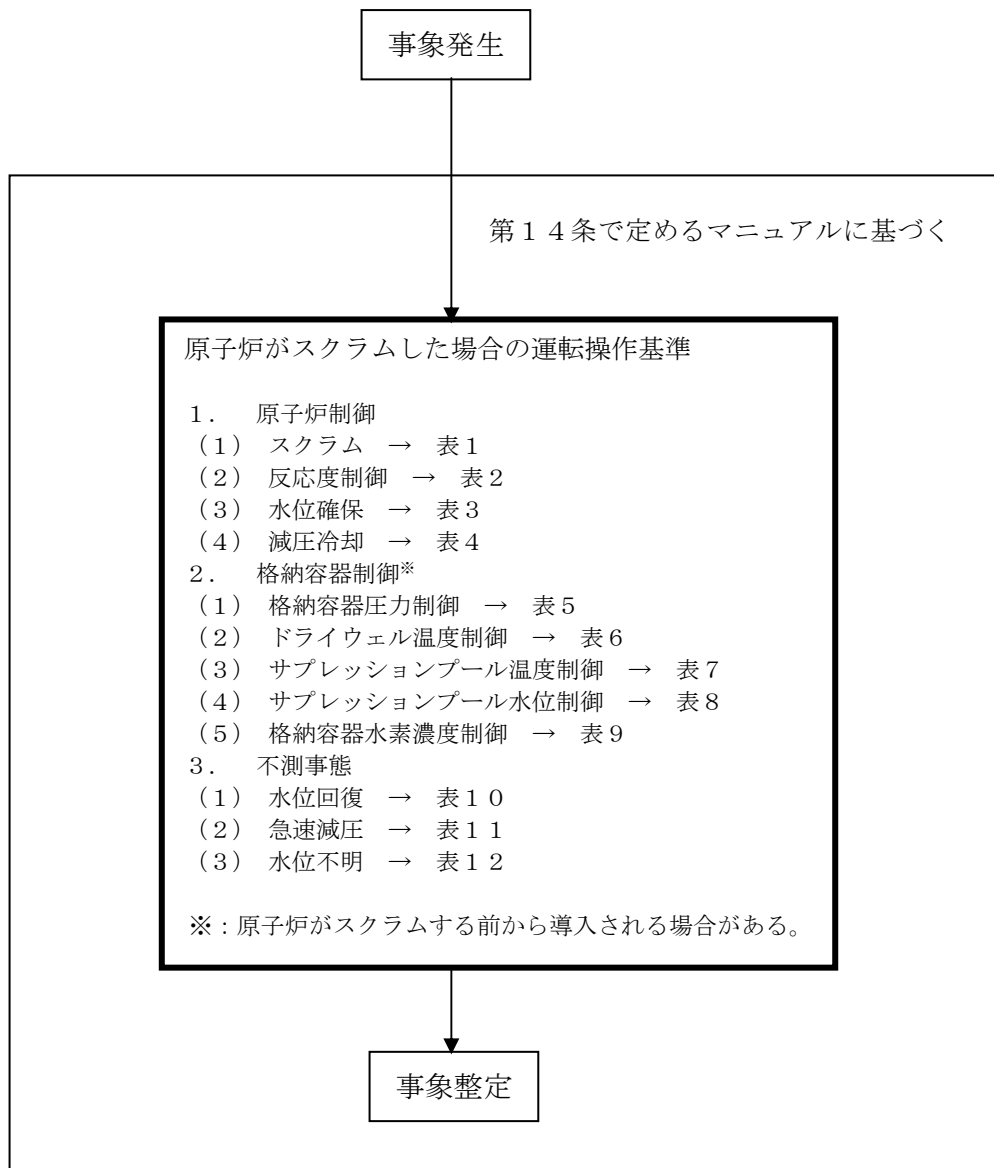 事象発生
第１４条で定めるマニュアルに基づく
原子炉がスクラムした場合の運転操作基準
１．　原子炉制御
（１）　スクラム　→　表１
（２）　反応度制御　→　表２
（３）　水位確保　→　表３
（４）　減圧冷却　→　表４
２．　格納容器制御※
（１）　格納容器圧力制御　→　表５
（２）　ドライウェル温度制御　→　表６
（３）　サプレッションプール温度制御　→　表７
（４）　サプレッションプール水位制御　→　表８
（５）　格納容器水素濃度制御　→　表９
３．　不測事態
（１）　水位回復　→　表１０
（２）　急速減圧　→　表１１
（３）　水位不明　→　表１２
※：原子炉がスクラムする前から導入される場合がある。
事象整定